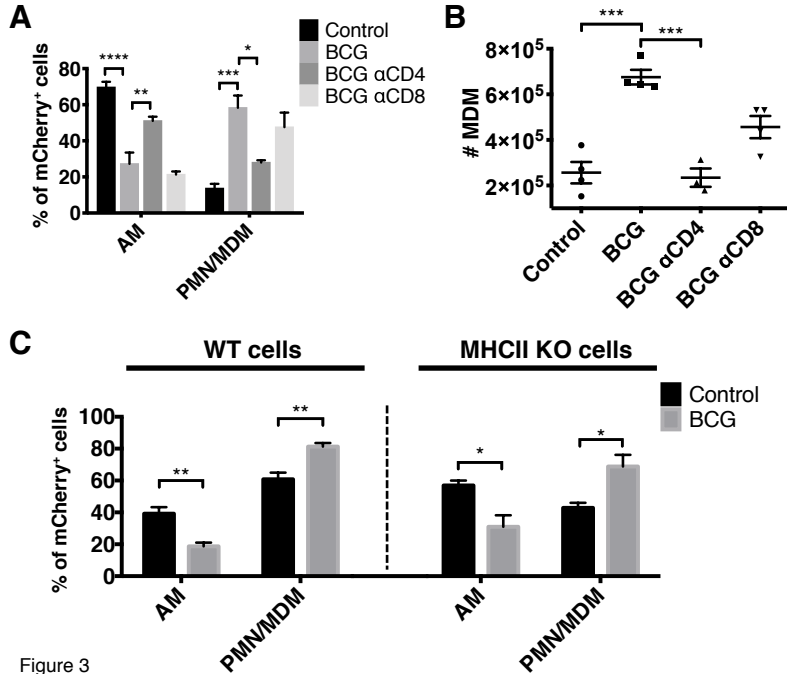 A
Control
BCG
BCG αCD4
BCG αCD8
% of mCherry⁺ cells
80
60
40
20
0
****
**
***
*
AM
PMN/MDM
B
# MDM
8×10⁵
6×10⁵
4×10⁵
2×10⁵
***
***
Control
BCG
BCG αCD4
BCG αCD8
C
WT cells
MHCII KO cells
Control
BCG
% of mCherry⁺ cells
100
80
60
40
20
0
**
**
*
*
AM
PMN/MDM
AM
PMN/MDM
Figure 3